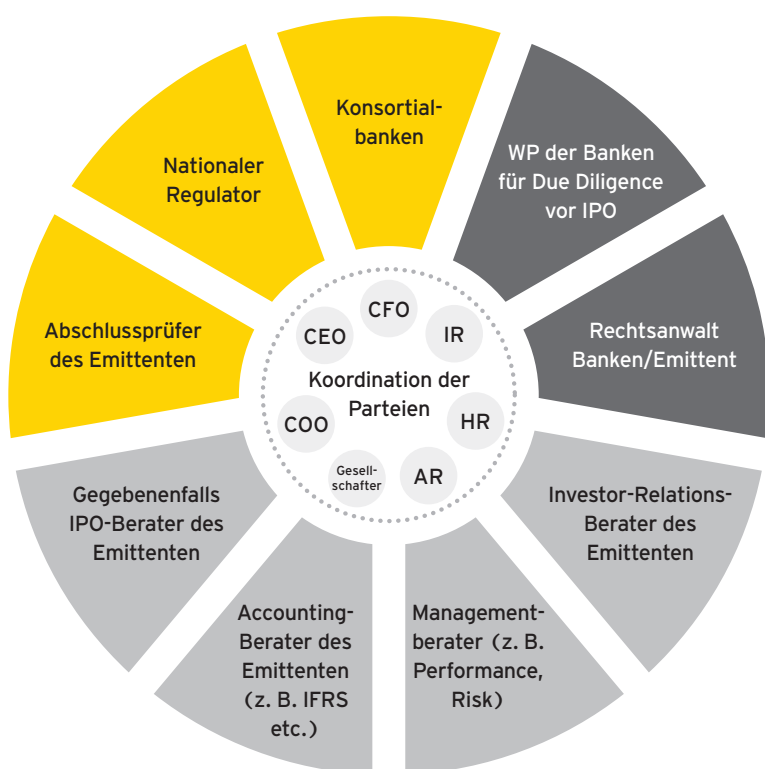 Konsortial-
banken
WP der Banken
für Due Diligence
vor IPO
Rechtsanwalt
Banken/Emittent
Investor-Relations-
Berater des
Emittenten
Management-
berater (z. B.
Performance,
Risk)
Accounting-
Berater des
Emittenten
(z. B. IFRS
etc.)
Gegebenenfalls
IPO-Berater des
Emittenten
Abschlussprüfer
des Emittenten
Nationaler
Regulator
Koordination der
Parteien
CFO
IR
HR
AR
Gesell-
schafter
COO
CEO